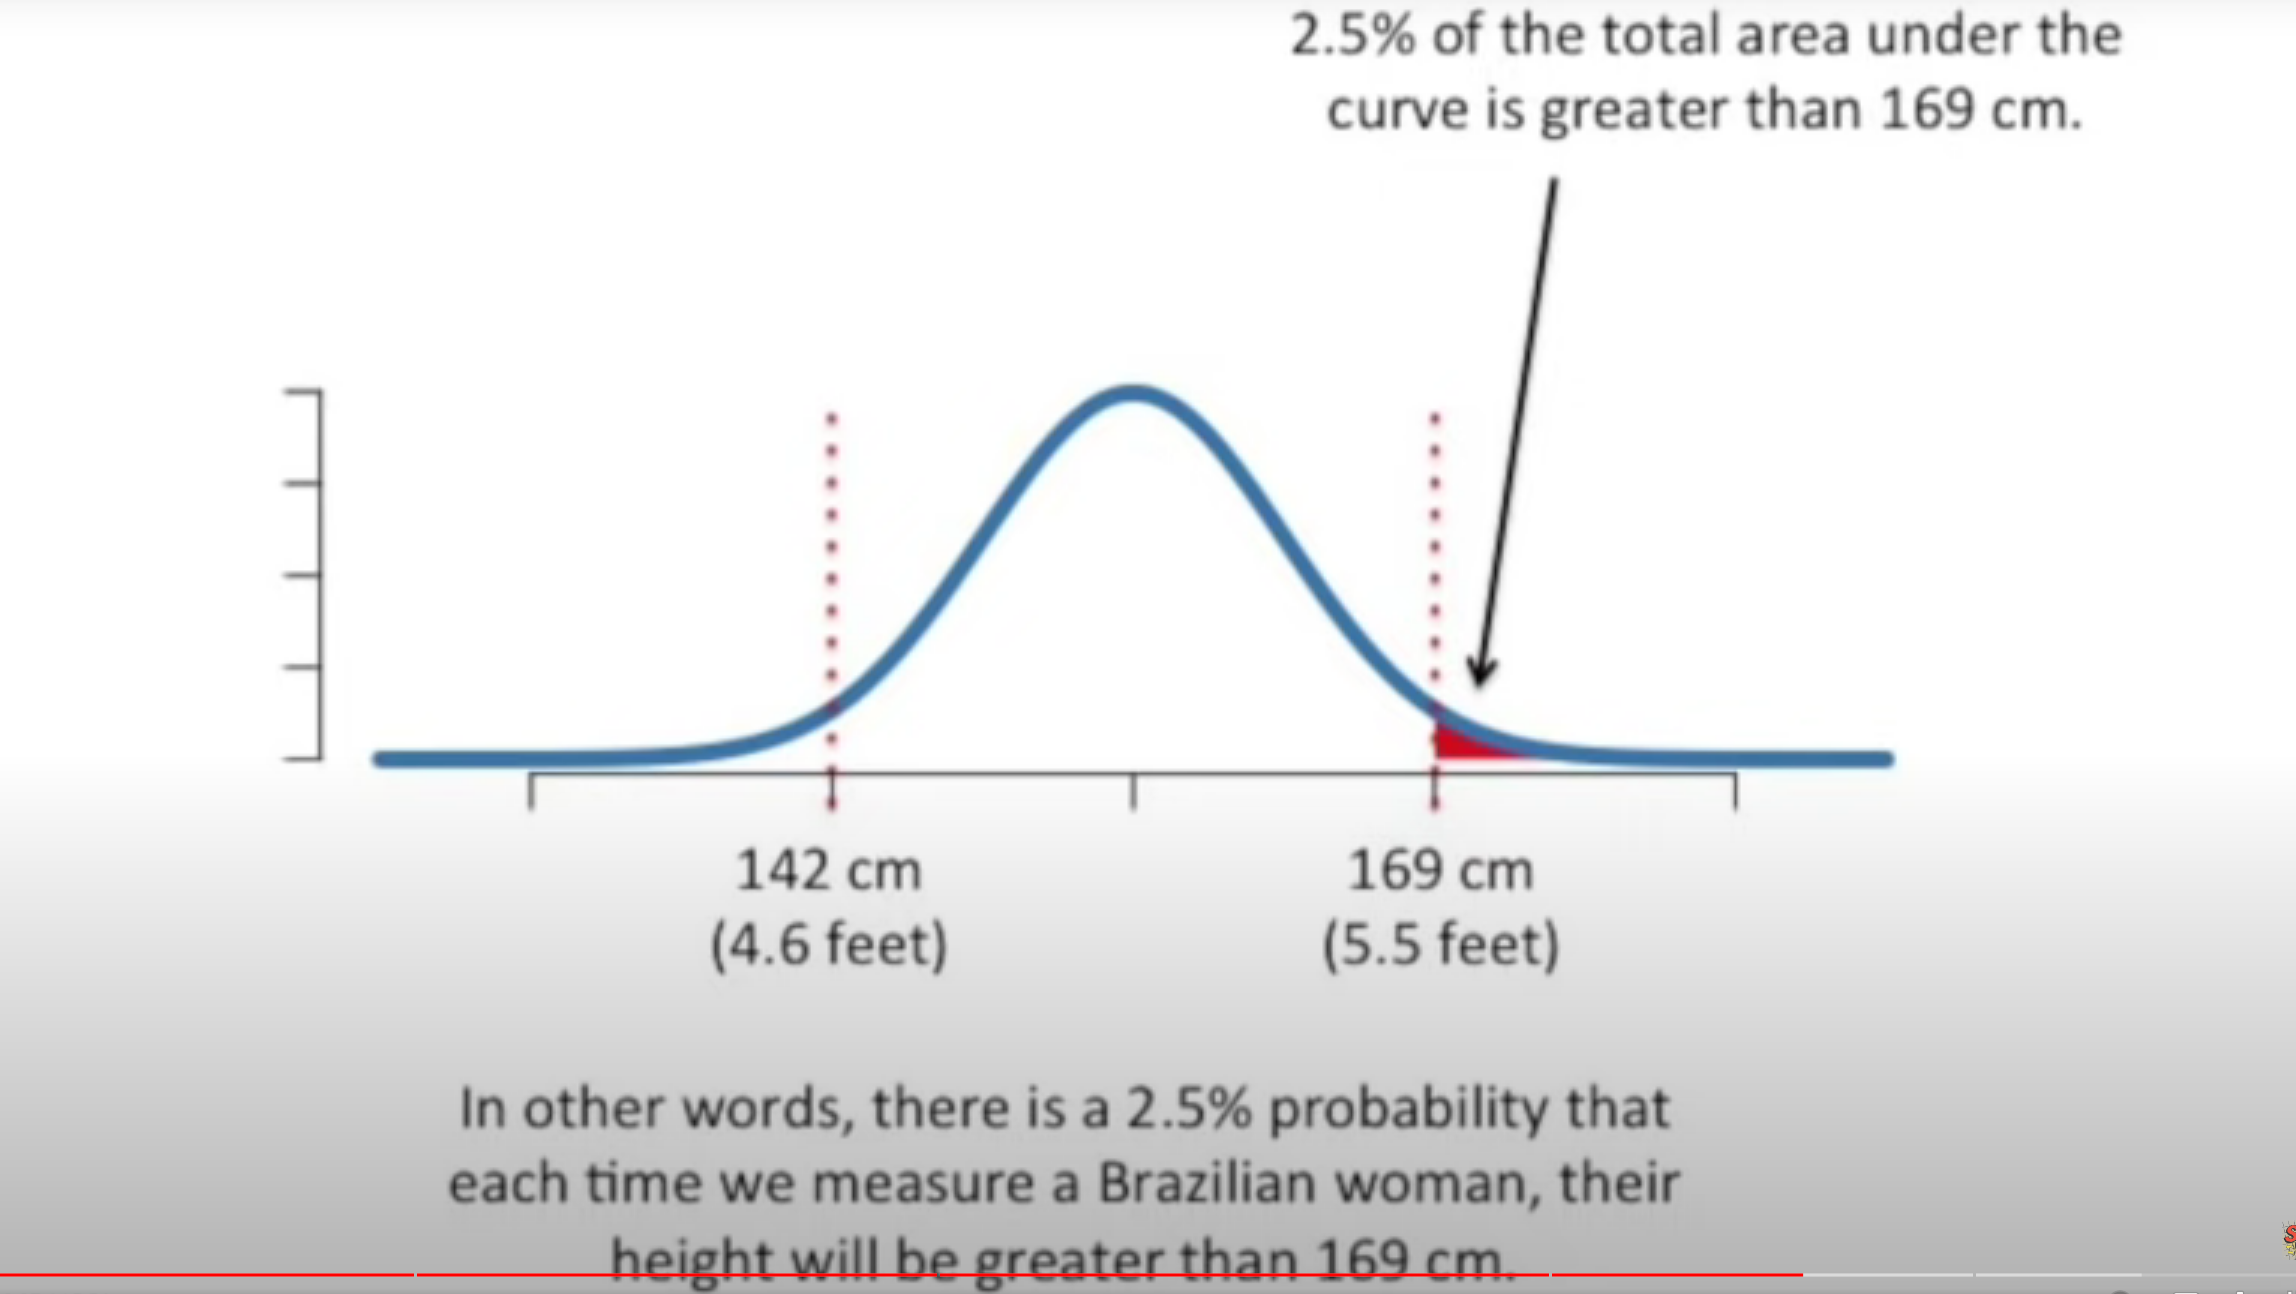 2.5% of the total area under the
curve is greater than 169 cm.
142 cm
(4.6 feet)
169 cm
(5.5 feet)
In other words, there is a 2.5% probability that
each time we measure a Brazilian woman, their
height will be greater than 169 cm.